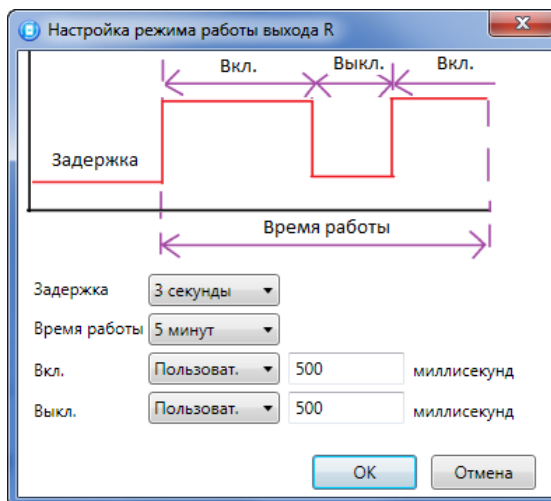 Настройка режима работы выхода R
Вкл. Выкл. Вкл.
Задержка
Время работы
Задержка 3 секунды
Время работы 5 минут
Вкл. Пользоват. 500 миллисекунд
Выкл. Пользоват. 500 миллисекунд
OK Отмена